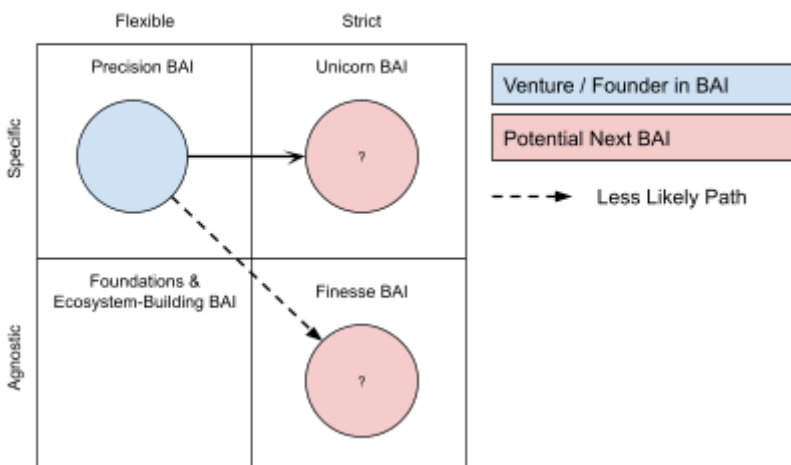 Flexible
Strict
Specific
Precision BAI
Unicorn BAI
?
Venture / Founder in BAI
Potential Next BAI
Less Likely Path
Agnostic
Foundations &
Ecosystem-Building BAI
Finesse BAI
?